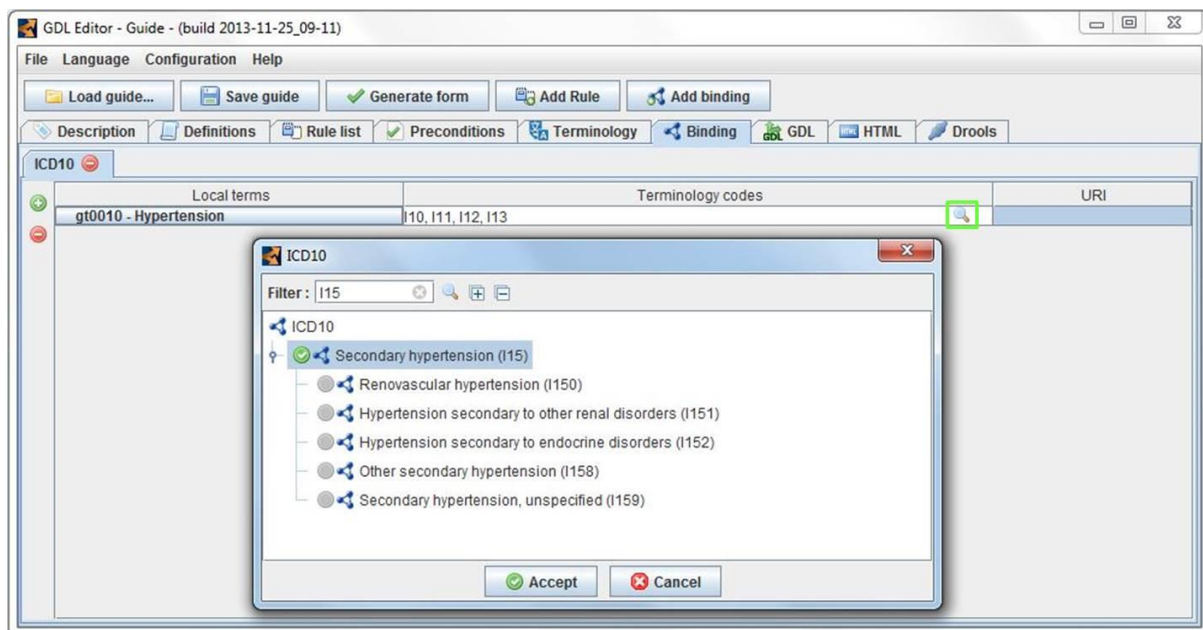 GDL Editor - Guide - (build 2013-11-25_09-11)
File Language Configuration Help
Load guide... Save guide Generate form Add Rule Add binding
Description Definitions Rule list Preconditions Terminology Binding GDL HTML Drools
ICD10
Local terms Terminology codes URI
gt0010 - Hypertension I10, I11, I12, I13
ICD10
Filter : I15
ICD10
Secondary hypertension (I15)
Renovascular hypertension (I150)
Hypertension secondary to other renal disorders (I151)
Hypertension secondary to endocrine disorders (I152)
Other secondary hypertension (I158)
Secondary hypertension, unspecified (I159)
Accept Cancel